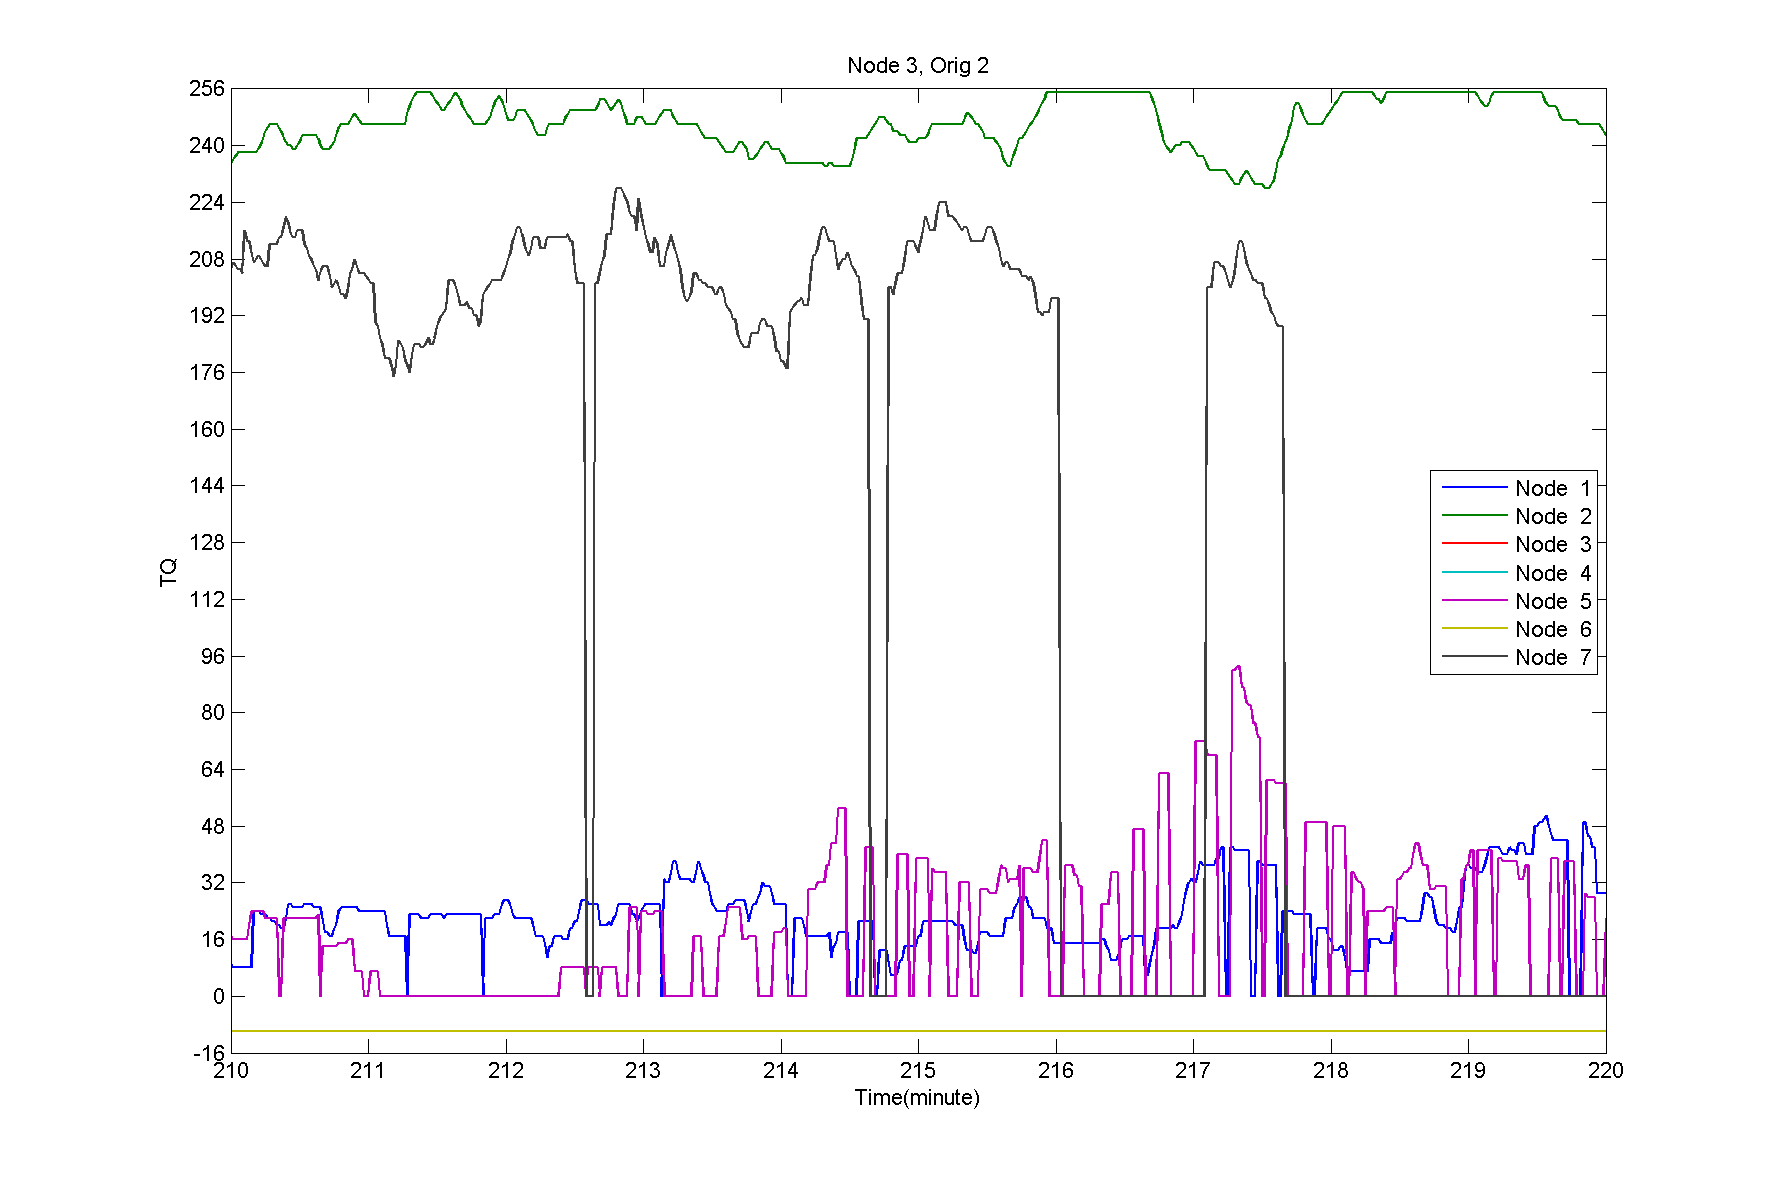 Node 3, Orig 2
256
240
224
208
192
176
160
144
128
112
96
80
64
48
32
16
0
-16
TQ
Node 1
Node 2
Node 3
Node 4
Node 5
Node 6
Node 7
210 211 212 213 214 215 216 217 218 219 220
Time(minute)